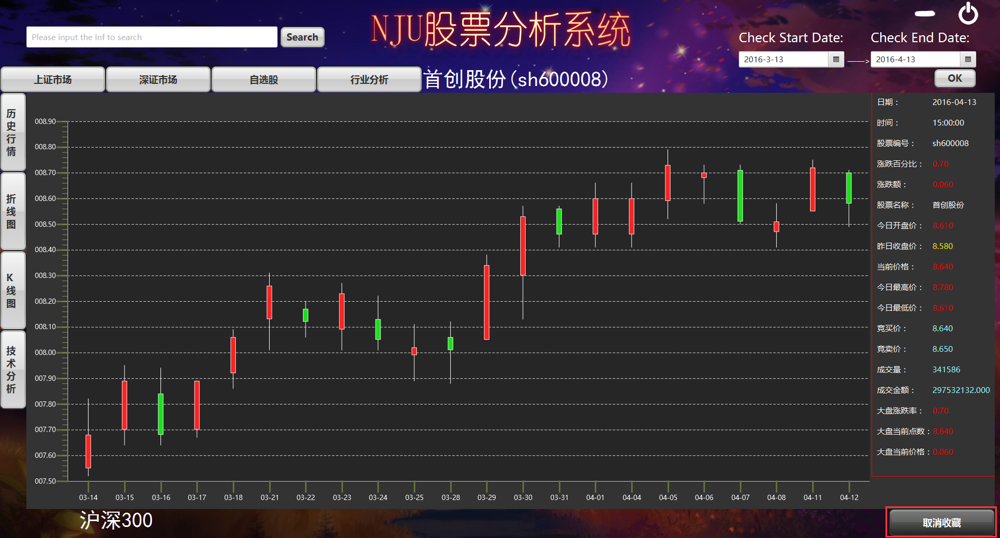 NJU股票分析系统
Please input the Inf to search
Search
Check Start Date:
Check End Date:
2016-3-13
——>
2016-4-13
OK
上证市场
深证市场
自选股
行业分析
首创股份(sh600008)
历史行情
折线图
K线图
技术分析
008.90
008.80
008.70
008.60
008.50
008.40
008.30
008.20
008.10
008.00
007.90
007.80
007.70
007.60
007.50
03-14 03-15 03-16 03-17 03-18 03-21 03-22 03-23 03-24 03-25 03-28 03-29 03-30 03-31 04-01 04-04 04-05 04-06 04-07 04-08 04-11 04-12
日期： 2016-04-13
时间： 15:00:00
股票编号： sh600008
涨跌百分比： 0.70
涨跌额： 0.060
股票名称： 首创股份
今日开盘价： 8.610
昨日收盘价： 8.580
当前价格： 8.640
今日最高价： 8.780
今日最低价： 8.610
竞买价： 8.640
竞卖价： 8.650
成交量： 341586
成交金额： 297532132.000
大盘涨跌率： 0.70
大盘当前点数：8.640
大盘当前价格：0.060
沪深300
取消收藏